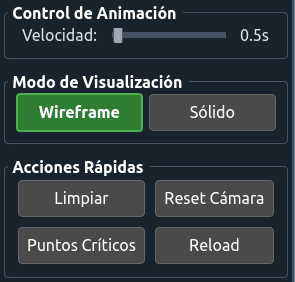 Control de Animación
Velocidad: 0.5s
Modo de Visualización
Wireframe Sólido
Acciones Rápidas
Limpiar Reset Cámara
Puntos Críticos Reload